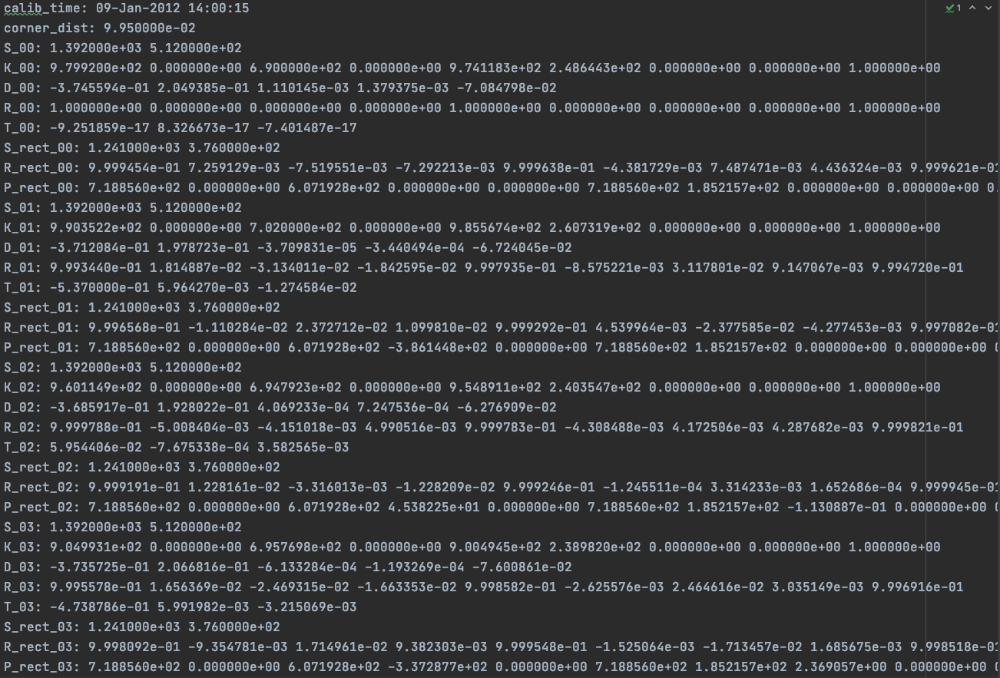 calib_time: 09-Jan-2012 14:00:15
1
corner_dist: 9.950000e-02
S_00: 1.392000e+03 5.120000e+02
K_00: 9.799200e+02 0.000000e+00 6.900000e+02 0.000000e+00 9.741183e+02 2.486443e+02 0.000000e+00 0.000000e+00 1.000000e+00
D_00: -3.745594e-01 2.049385e-01 1.110145e-03 1.379375e-03 -7.084798e-02
R_00: 1.000000e+00 0.000000e+00 0.000000e+00 0.000000e+00 1.000000e+00 0.000000e+00 0.000000e+00 0.000000e+00 1.000000e+00
T_00: -9.251859e-17 8.326673e-17 -7.401487e-17
S_rect_00: 1.241000e+03 3.760000e+02
R_rect_00: 9.999454e-01 7.259129e-03 -7.519551e-03 -7.292213e-03 9.999638e-01 -4.381729e-03 7.487471e-03 4.436324e-03 9.999621e-01
P_rect_00: 7.188560e+02 0.000000e+00 6.071928e+02 0.000000e+00 0.000000e+00 7.188560e+02 1.852157e+02 0.000000e+00 0.000000e+00 0.
S_01: 1.392000e+03 5.120000e+02
K_01: 9.903522e+02 0.000000e+00 7.020000e+02 0.000000e+00 9.855674e+02 2.607319e+02 0.000000e+00 0.000000e+00 1.000000e+00
D_01: -3.712084e-01 1.978723e-01 -3.709831e-05 -3.440494e-04 -6.724045e-02
R_01: 9.993440e-01 1.814887e-02 -3.134011e-02 -1.842595e-02 9.997935e-01 -8.575221e-03 3.117801e-02 9.147067e-03 9.994720e-01
T_01: -5.370000e-01 5.964270e-03 -1.274584e-02
S_rect_01: 1.241000e+03 3.760000e+02
R_rect_01: 9.996568e-01 -1.110284e-02 2.372712e-02 1.099810e-02 9.999292e-01 4.539964e-03 -2.377585e-02 -4.277453e-03 9.997082e-01
P_rect_01: 7.188560e+02 0.000000e+00 6.071928e+02 -3.861448e+02 0.000000e+00 7.188560e+02 1.852157e+02 0.000000e+00 0.000000e+00
S_02: 1.392000e+03 5.120000e+02
K_02: 9.601149e+02 0.000000e+00 6.947923e+02 0.000000e+00 9.548911e+02 2.403547e+02 0.000000e+00 0.000000e+00 1.000000e+00
D_02: -3.685917e-01 1.928022e-01 4.069233e-04 7.247536e-04 -6.276909e-02
R_02: 9.999788e-01 -5.008404e-03 -4.151018e-03 4.990516e-03 9.999783e-01 -4.308488e-03 4.172506e-03 4.287682e-03 9.999821e-01
T_02: 5.954406e-02 -7.675338e-04 3.582565e-03
S_rect_02: 1.241000e+03 3.760000e+02
R_rect_02: 9.999191e-01 1.228161e-02 -3.316013e-03 -1.228209e-02 9.999246e-01 -1.245511e-04 3.314233e-03 1.652686e-04 9.999945e-01
P_rect_02: 7.188560e+02 0.000000e+00 6.071928e+02 4.538225e+01 0.000000e+00 7.188560e+02 1.852157e+02 -1.130887e-01 0.000000e+00
S_03: 1.392000e+03 5.120000e+02
K_03: 9.049931e+02 0.000000e+00 6.957698e+02 0.000000e+00 9.004945e+02 2.389820e+02 0.000000e+00 0.000000e+00 1.000000e+00
D_03: -3.735725e-01 2.066816e-01 -6.133284e-04 -1.193269e-04 -7.600861e-02
R_03: 9.995578e-01 1.656369e-02 -2.469315e-02 -1.663353e-02 9.998582e-01 -2.625576e-03 2.464616e-02 3.035149e-03 9.996916e-01
T_03: -4.738786e-01 5.991982e-03 -3.215069e-03
S_rect_03: 1.241000e+03 3.760000e+02
R_rect_03: 9.998092e-01 -9.354781e-03 1.714961e-02 9.382303e-03 9.999548e-01 -1.525064e-03 -1.713457e-02 1.685675e-03 9.998518e-01
P_rect_03: 7.188560e+02 0.000000e+00 6.071928e+02 -3.372877e+02 0.000000e+00 7.188560e+02 1.852157e+02 2.369057e+00 0.000000e+00